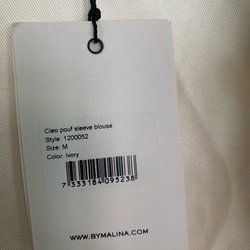 Cleo pouf sleeve blouse
Style: 1200052
Size: M
Color: Ivory
7 333184 095238
WWW.BYMALINA.COM